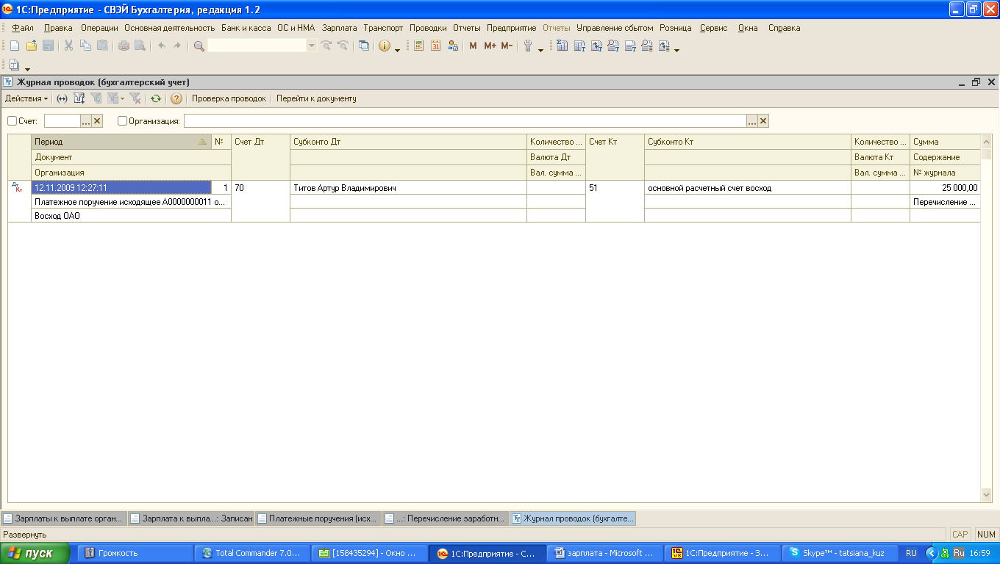 1С:Предприятие - СВЭЙ Бухгалтерия, редакция 1.2
Файл Правка Операции Основная деятельность Банк и касса ОС и НМА Зарплата Транспорт Проводки Отчеты Предприятие Отчеты Управление сбытом Розница Сервис Окна Справка
М М+ М-
Журнал проводок (бухгалтерский учет)
Действия Проверка проводок Перейти к документу
Счет: ... Организация: ...
Период № Счет Дт Субконто Дт Количество ... Счет Кт Субконто Кт Количество ... Сумма
Документ Валюта Дт Валюта Кт Содержание
Организация Вал. сумма ... Вал. сумма ... № журнала
Дт Кт 12.11.2009 12:27:11 1 70 Титов Артур Владимирович 51 основной расчетный счет восход 25 000,00
Платежное поручение исходящее А0000000011 о... Перечисление ...
Восход ОАО
Зарплаты к выплате орган... Зарплата к выпла...: Записан Платежные поручения (исх... ...: Перечисление заработн... Журнал проводок (бухгалте...
Развернуть CAP NUM
пуск Громкость Total Commander 7.0... [158435294] - Окно ... 1С:Предприятие - С... зарплата - Microsoft ... 1С:Предприятие - З... Skype™ - tatsiana_kuz RU Ru 16:59